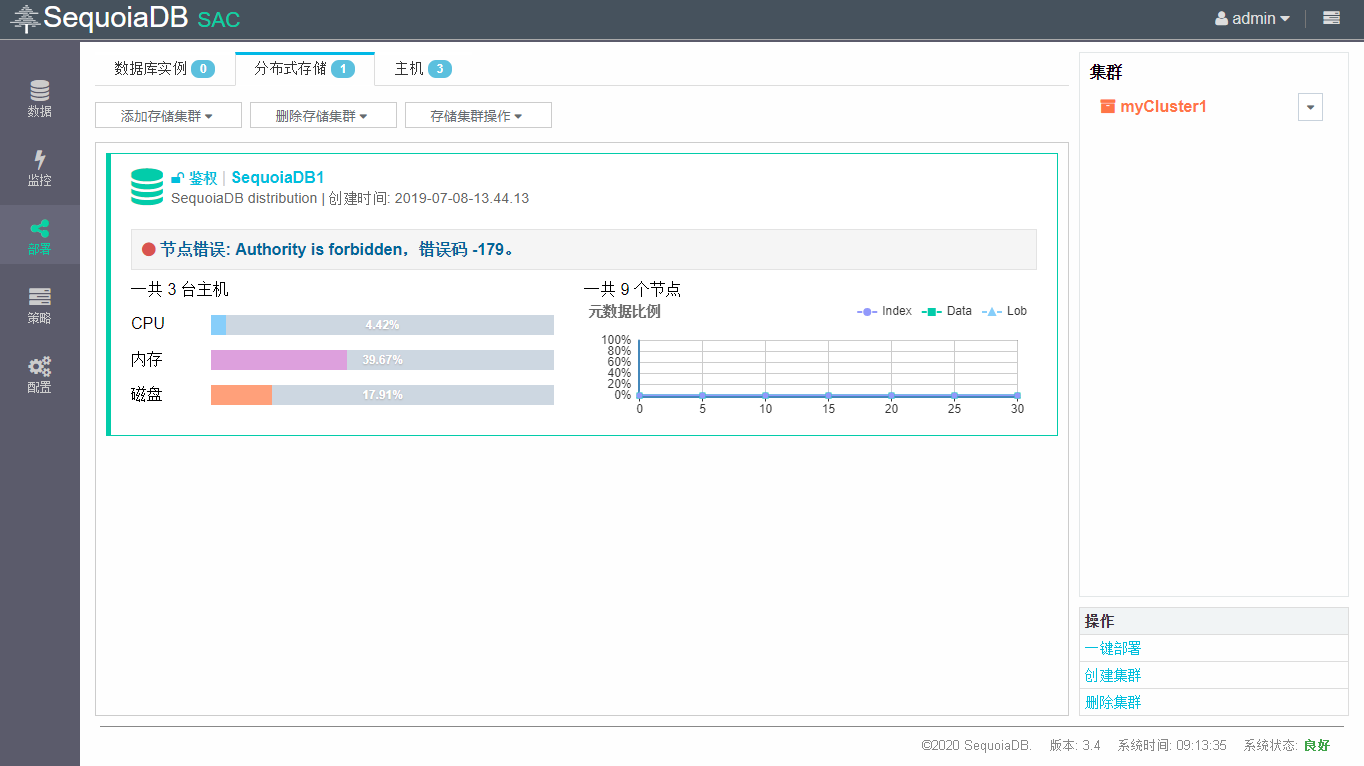 SequoiaDB SAC
admin
数据
监控
部署
策略
配置
数据库实例 0
分布式存储 1
主机 3
添加存储集群
删除存储集群
存储集群操作
鉴权 | SequoiaDB1
SequoiaDB distribution | 创建时间: 2019-07-08-13.44.13
节点错误: Authority is forbidden，错误码 -179。
一共 3 台主机
CPU 4.42%
内存 39.67%
磁盘 17.91%
一共 9 个节点
元数据比例
Index Data Lob
100%
80%
60%
40%
20%
0%
0 5 10 15 20 25 30
集群
myCluster1
操作
一键部署
创建集群
删除集群
©2020 SequoiaDB. 版本: 3.4 系统时间: 09:13:35 系统状态: 良好